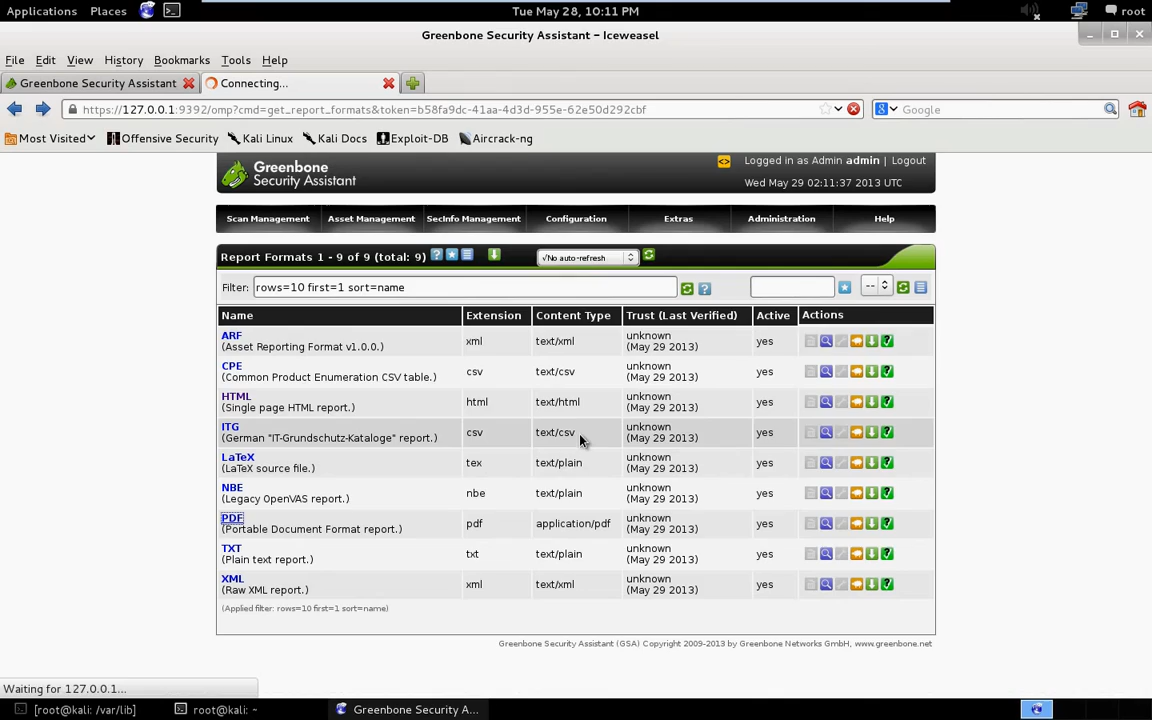 Applications Places Tue May 28, 10:11 PM root
Greenbone Security Assistant - Iceweasel
File Edit View History Bookmarks Tools Help
Greenbone Security Assistant Connecting...
https://127.0.0.1:9392/omp?cmd=get_report_formats&token=b58fa9dc-41aa-4d3d-955e-62e50d292cbf Google
Most Visited Offensive Security Kali Linux Kali Docs Exploit-DB Aircrack-ng
Greenbone Security Assistant
Logged in as Admin admin | Logout
Wed May 29 02:11:37 2013 UTC
Scan Management Asset Management SecInfo Management Configuration Extras Administration Help
Report Formats 1 - 9 of 9 (total: 9) √No auto-refresh
Filter: rows=10 first=1 sort=name --
Name Extension Content Type Trust (Last Verified) Active Actions
ARF (Asset Reporting Format v1.0.0.) xml text/xml unknown (May 29 2013) yes
CPE (Common Product Enumeration CSV table.) csv text/csv unknown (May 29 2013) yes
HTML (Single page HTML report.) html text/html unknown (May 29 2013) yes
ITG (German "IT-Grundschutz-Kataloge" report.) csv text/csv unknown (May 29 2013) yes
LaTeX (LaTeX source file.) tex text/plain unknown (May 29 2013) yes
NBE (Legacy OpenVAS report.) nbe text/plain unknown (May 29 2013) yes
PDF (Portable Document Format report.) pdf application/pdf unknown (May 29 2013) yes
TXT (Plain text report.) txt text/plain unknown (May 29 2013) yes
XML (Raw XML report.) xml text/xml unknown (May 29 2013) yes
(Applied filter: rows=10 first=1 sort=name)
Greenbone Security Assistant (GSA) Copyright 2009-2013 by Greenbone Networks GmbH, www.greenbone.net
Waiting for 127.0.0.1...
[root@kali: /var/lib] root@kali: ~ Greenbone Security A...